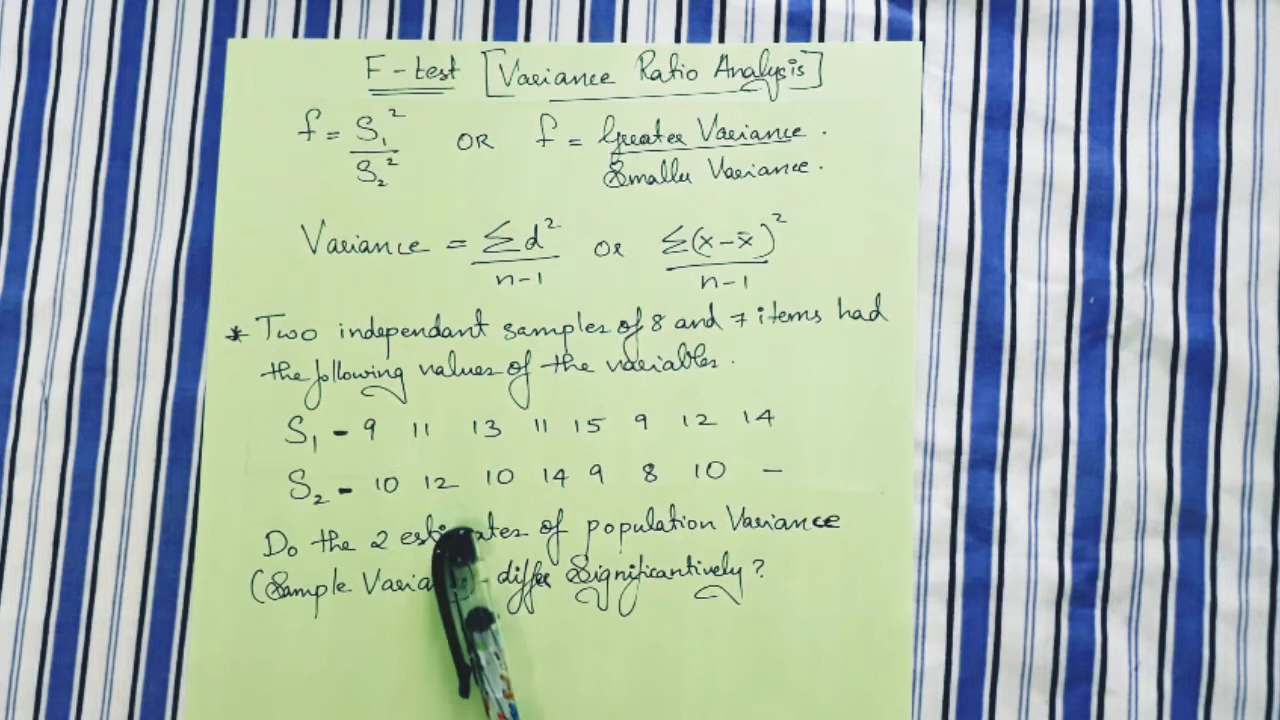 F-test [Variance Ratio Analysis]
f = S₁² / S₂² OR f = Greater Variance. / Smaller Variance.
Variance = Σd² / n-1 or Σ(x-x̄)² / n-1
* Two independant samples of 8 and 7 items had
the following values of the variables.
S₁ - 9 11 13 11 15 9 12 14
S₂ - 10 12 10 14 9 8 10 —
Do the 2 of population Variance
(Sample differ Significantively?